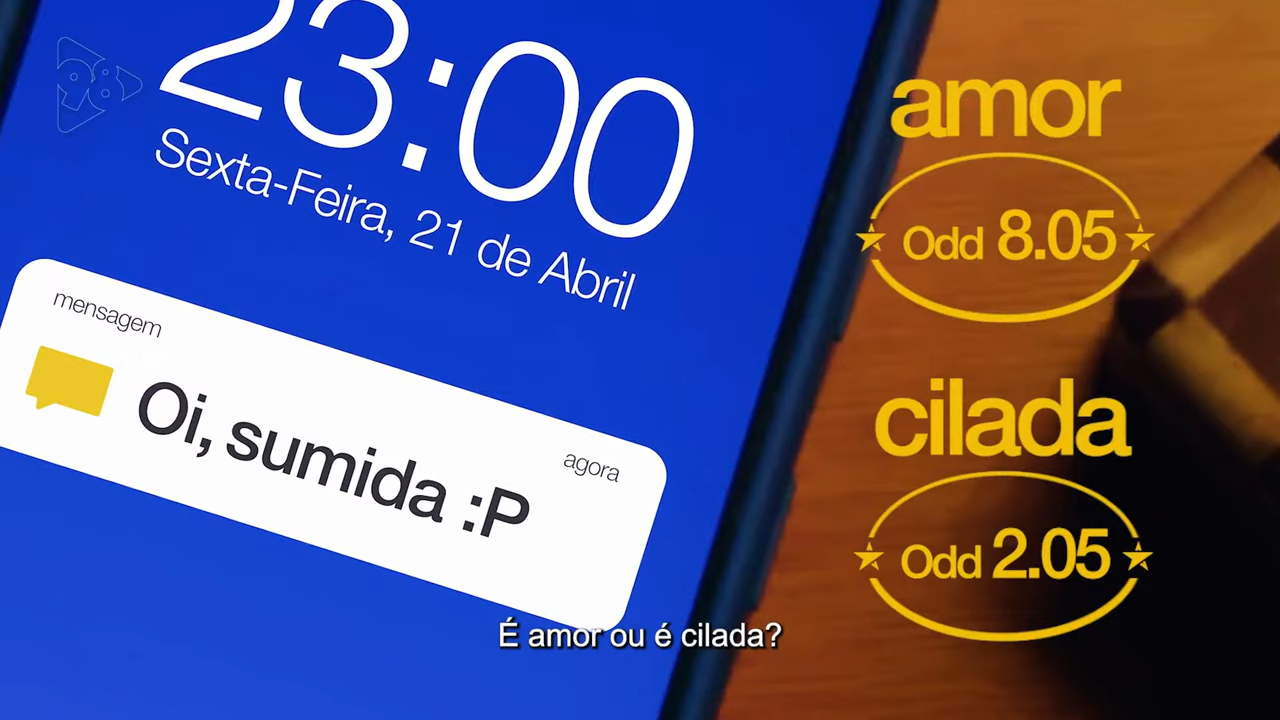 98
23:00
Sexta-Feira, 21 de Abril
mensagem
Oi, sumida :P
agora
amor
Odd 8.05
cilada
Odd 2.05
É amor ou é cilada?